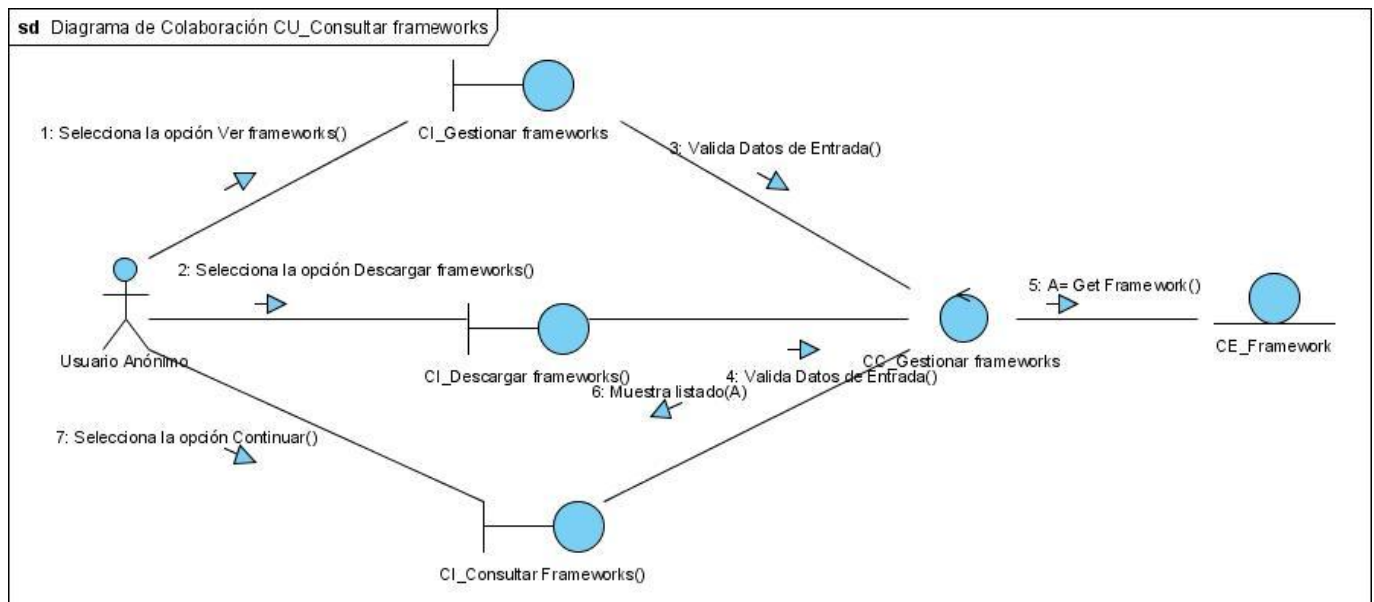 sd Diagrama de Colaboración CU_Consultar frameworks
1: Selecciona la opción Ver frameworks()
CI_Gestionar frameworks
3: Valida Datos de Entrada()
2: Selecciona la opción Descargar frameworks()
5: A= Get Framework()
Usuario Anónimo
CI_Descargar frameworks()
CC_Gestionar frameworks
CE_Framework
4: Valida Datos de Entrada()
6: Muestra listado(A)
7: Selecciona la opción Continuar()
CI_Consultar Frameworks()